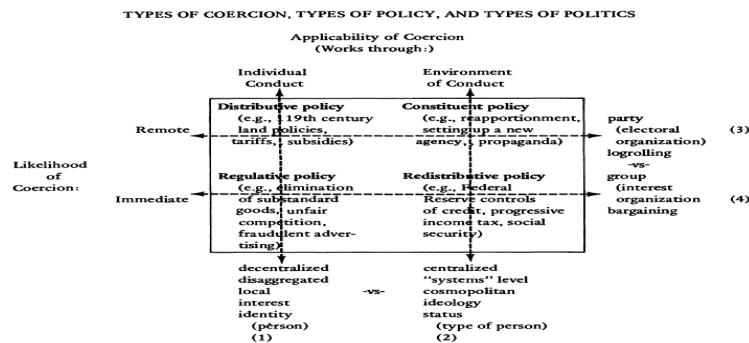 TYPES OF COERCION, TYPES OF POLICY, AND TYPES OF POLITICS
Applicability of Coercion
(Works through:)
Individual
Conduct
Environment
of Conduct
Likelihood
of
Coercion:
Remote
Distributive policy
(e.g., 19th century
land policies,
tariffs, subsidies)
Constituent policy
(e.g., reapportionment,
setting up a new
agency, propaganda)
party
(electoral
organization)
logrolling
-vs-
group
(interest
organization
bargaining
(3)
(4)
Immediate
Regulative policy
(e.g., elimination
of substandard
goods, unfair
competition,
fraudulent adver-
tising)
Redistributive policy
(e.g., Federal
Reserve controls
of credit, progressive
income tax, social
security)
decentralized
disaggregated
local
interest
identity
(person)
(1)
-vs-
centralized
"systems" level
cosmopolitan
ideology
status
(type of person)
(2)